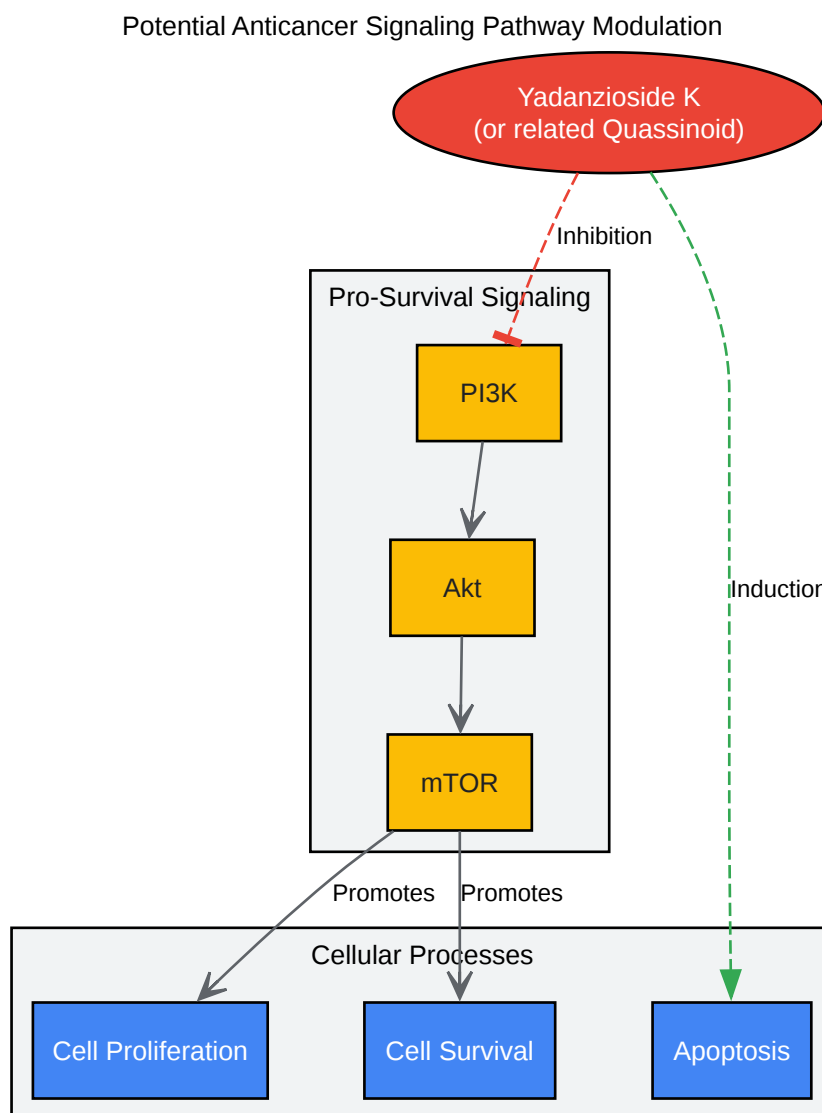 Potential Anticancer Signaling Pathway Modulation
Yadanzioside K
(or related Quassinoid)
Inhibition
Pro-Survival Signaling
PI3K
Akt
Induction
mTOR
Promotes
Promotes
Cellular Processes
Cell Proliferation
Cell Survival
Apoptosis